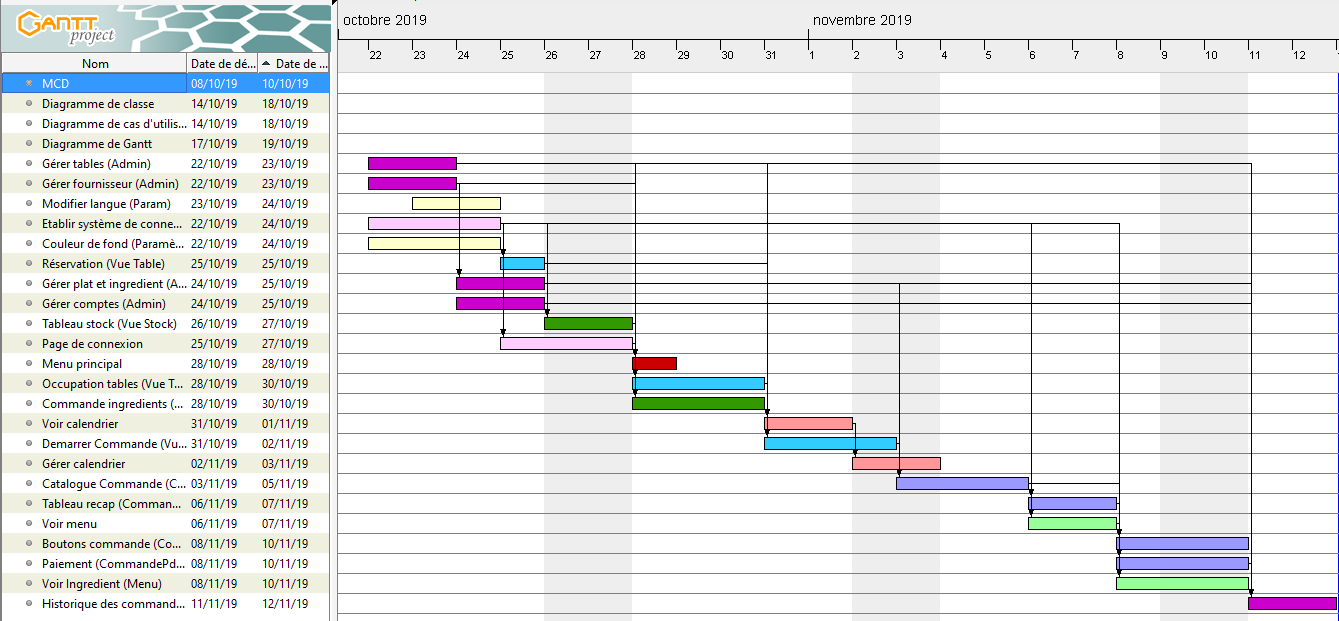 GANTT
project
octobre 2019
novembre 2019
22 23 24 25 26 27 28 29 30 31 1 2 3 4 5 6 7 8 9 10 11 12
Nom Date de dé... Date de ...
MCD 08/10/19 10/10/19
Diagramme de classe 14/10/19 18/10/19
Diagramme de cas d'utilis... 14/10/19 18/10/19
Diagramme de Gantt 17/10/19 19/10/19
Gérer tables (Admin) 22/10/19 23/10/19
Gérer fournisseur (Admin) 22/10/19 23/10/19
Modifier langue (Param) 23/10/19 24/10/19
Etablir système de conne... 22/10/19 24/10/19
Couleur de fond (Paramè... 22/10/19 24/10/19
Réservation (Vue Table) 25/10/19 25/10/19
Gérer plat et ingredient (A... 24/10/19 25/10/19
Gérer comptes (Admin) 24/10/19 25/10/19
Tableau stock (Vue Stock) 26/10/19 27/10/19
Page de connexion 25/10/19 27/10/19
Menu principal 28/10/19 28/10/19
Occupation tables (Vue T... 28/10/19 30/10/19
Commande ingredients (... 28/10/19 30/10/19
Voir calendrier 31/10/19 01/11/19
Demarrer Commande (Vu... 31/10/19 02/11/19
Gérer calendrier 02/11/19 03/11/19
Catalogue Commande (C... 03/11/19 05/11/19
Tableau recap (Comman... 06/11/19 07/11/19
Voir menu 06/11/19 07/11/19
Boutons commande (Co... 08/11/19 10/11/19
Paiement (CommandePd... 08/11/19 10/11/19
Voir Ingredient (Menu) 08/11/19 10/11/19
Historique des command... 11/11/19 12/11/19